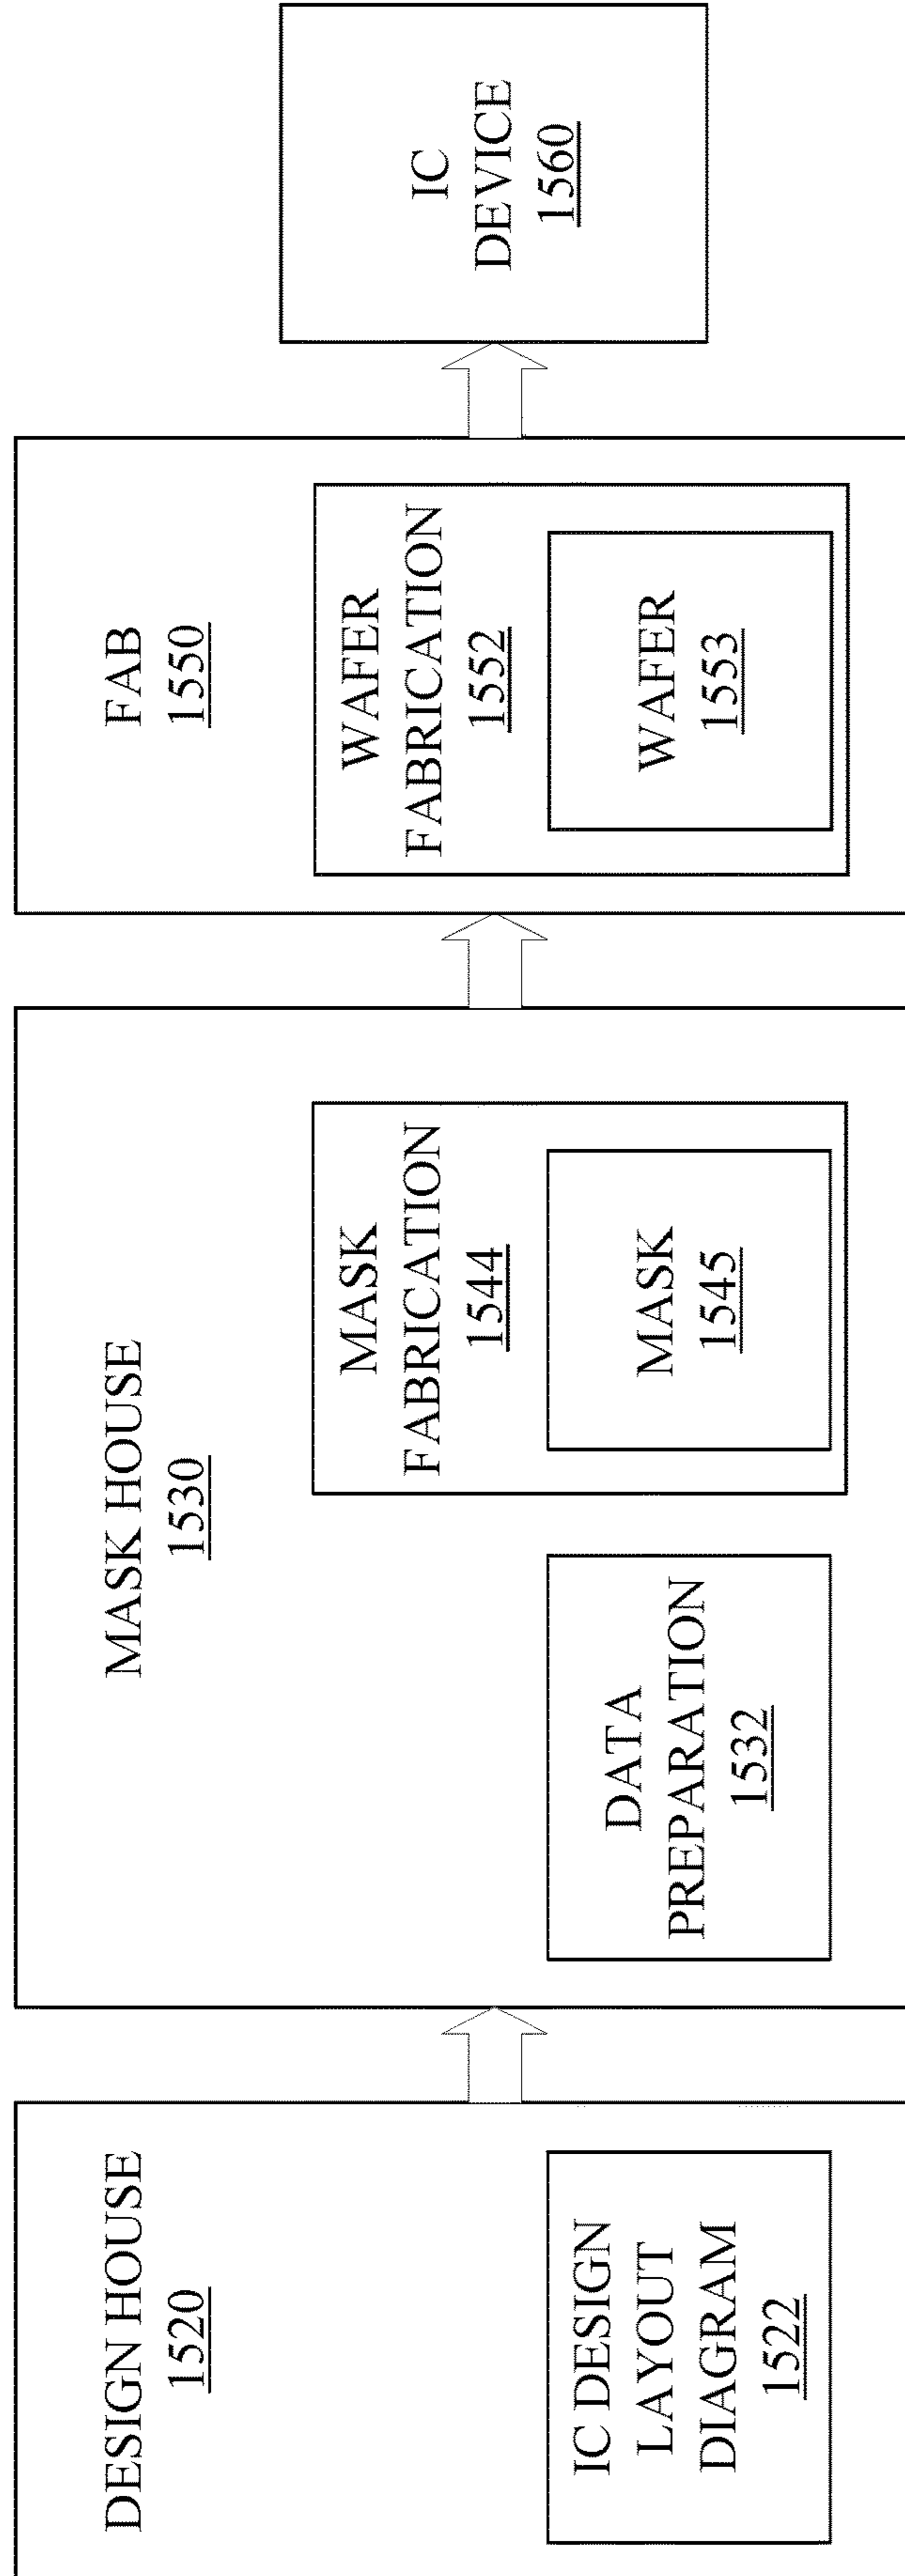 DESIGN HOUSE
1520
IC DESIGN
LAYOUT
DIAGRAM
1522
MASK HOUSE
1530
DATA
PREPARATION
1532
MASK
FABRICATION
1544
MASK
1545
FAB
1550
WAFER
FABRICATION
1552
WAFER
1553
IC
DEVICE
1560